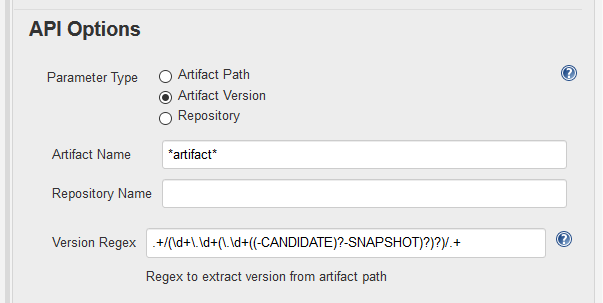 API Options
Parameter Type
Artifact Path
Artifact Version
Repository
Artifact Name *artifact*
Repository Name
Version Regex .+/(\d+\.\d+(\.\d+((-CANDIDATE)?-SNAPSHOT)?)?)/.+
Regex to extract version from artifact path